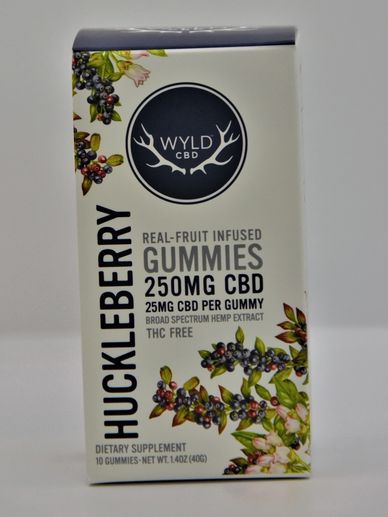 WYLD
CBD
HUCKLEBERRY
REAL-FRUIT INFUSED
GUMMIES
250MG CBD
25MG CBD PER GUMMY
BROAD SPECTRUM HEMP EXTRACT
THC FREE
DIETARY SUPPLEMENT
10 GUMMIES • NET WT. 1.4OZ (40G)